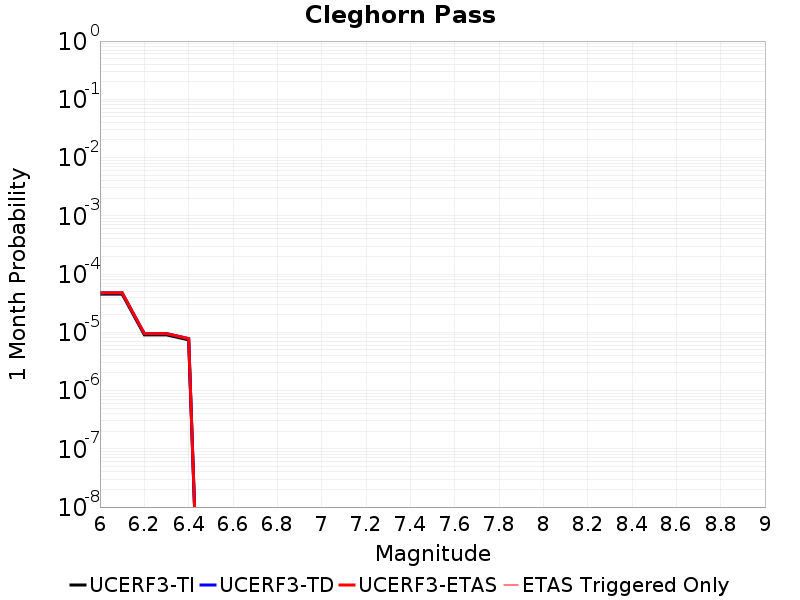 Cleghorn Pass
1 Month Probability
10^0
10^-1
10^-2
10^-3
10^-4
10^-5
10^-6
10^-7
10^-8
6 6.2 6.4 6.6 6.8 7 7.2 7.4 7.6 7.8 8 8.2 8.4 8.6 8.8 9
Magnitude
UCERF3-TI UCERF3-TD UCERF3-ETAS ETAS Triggered Only